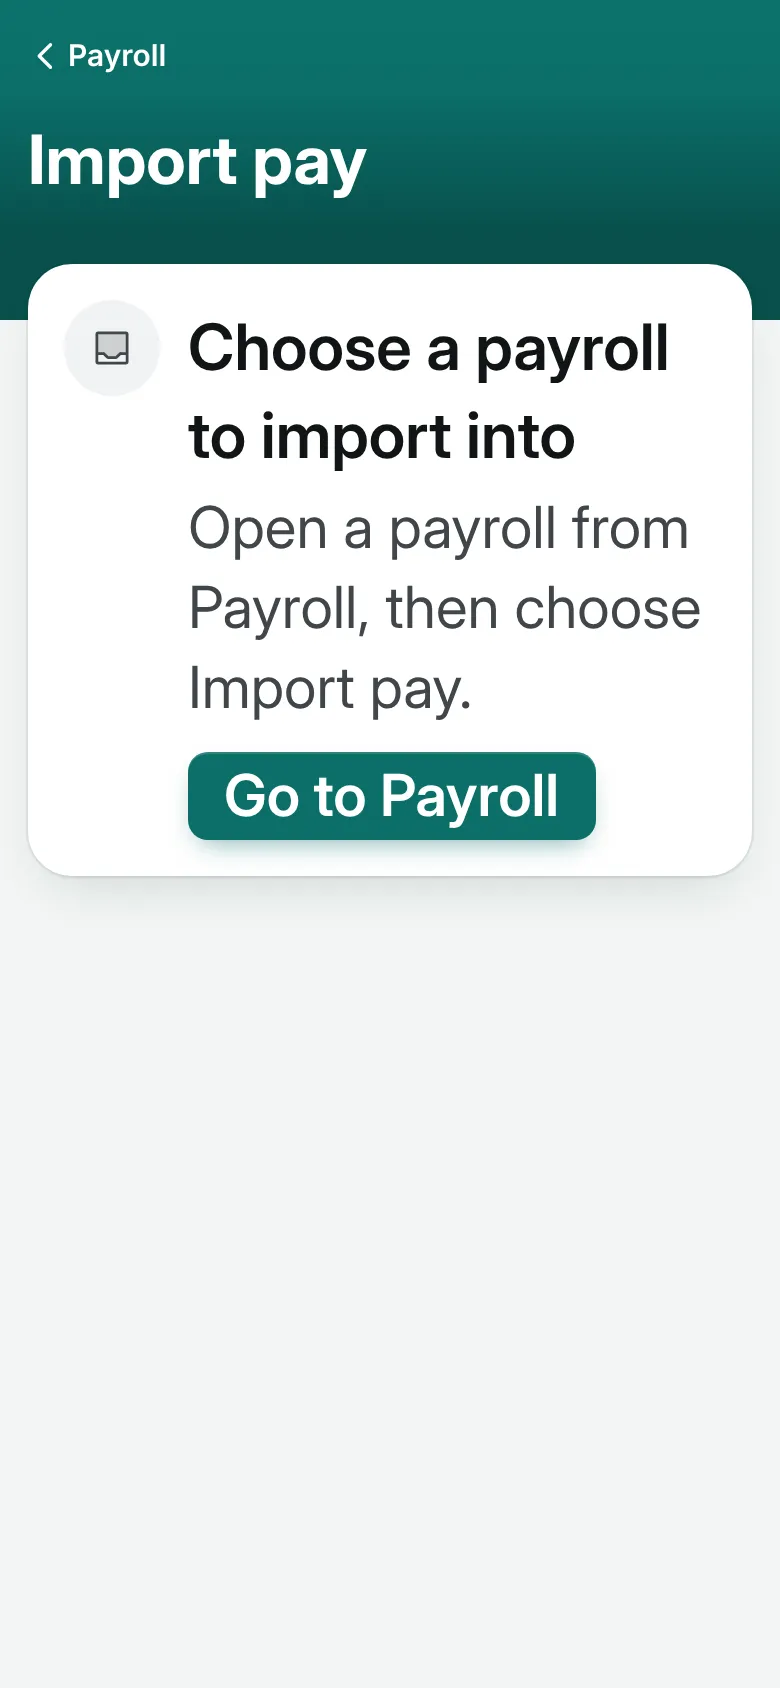 Payroll
Import pay
Choose a payroll
to import into
Open a payroll from
Payroll, then choose
Import pay.
Go to Payroll